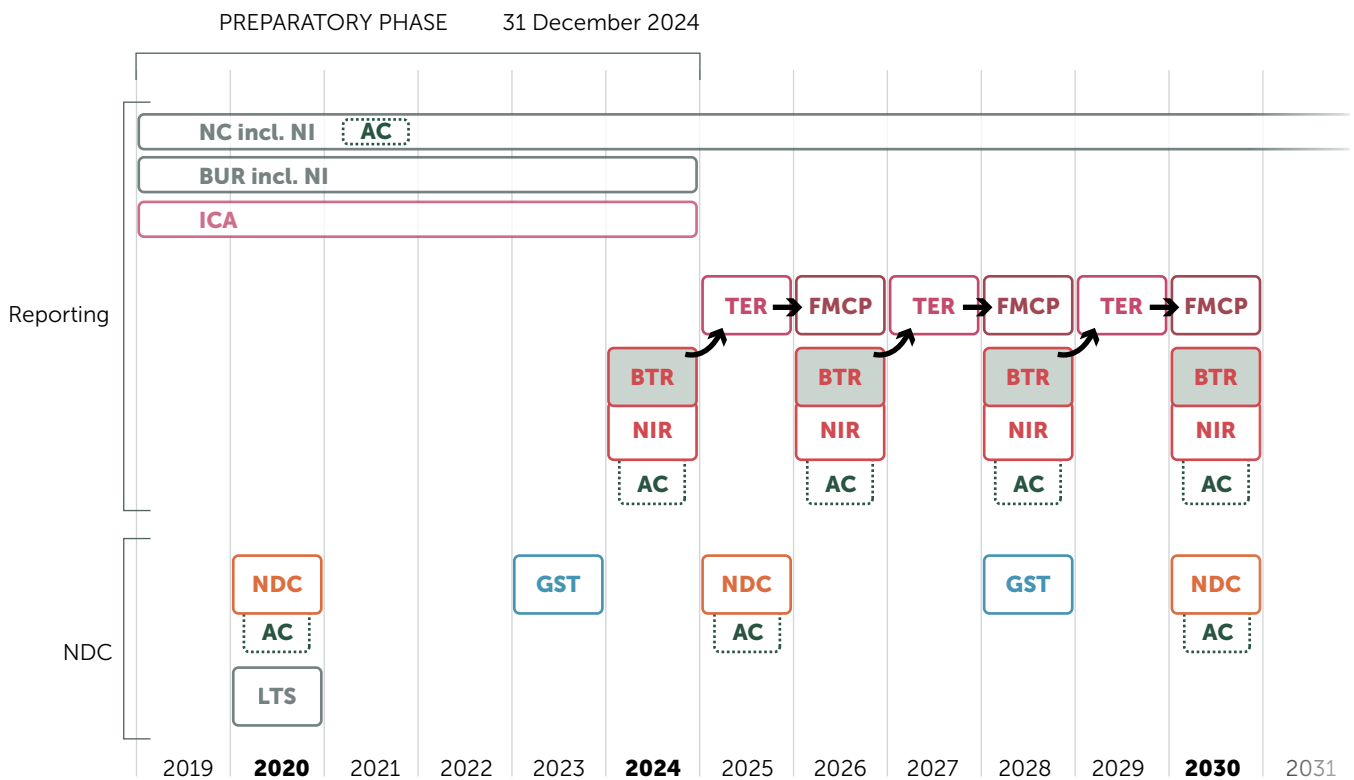 PREPARATORY PHASE 31 December 2024
NC incl. NI AC
BUR incl. NI
ICA
Reporting
TER FMCP TER FMCP TER FMCP
BTR BTR BTR BTR
NIR NIR NIR NIR
AC AC AC AC
NDC GST NDC GST NDC
AC AC AC
NDC
LTS
2019 2020 2021 2022 2023 2024 2025 2026 2027 2028 2029 2030 2031